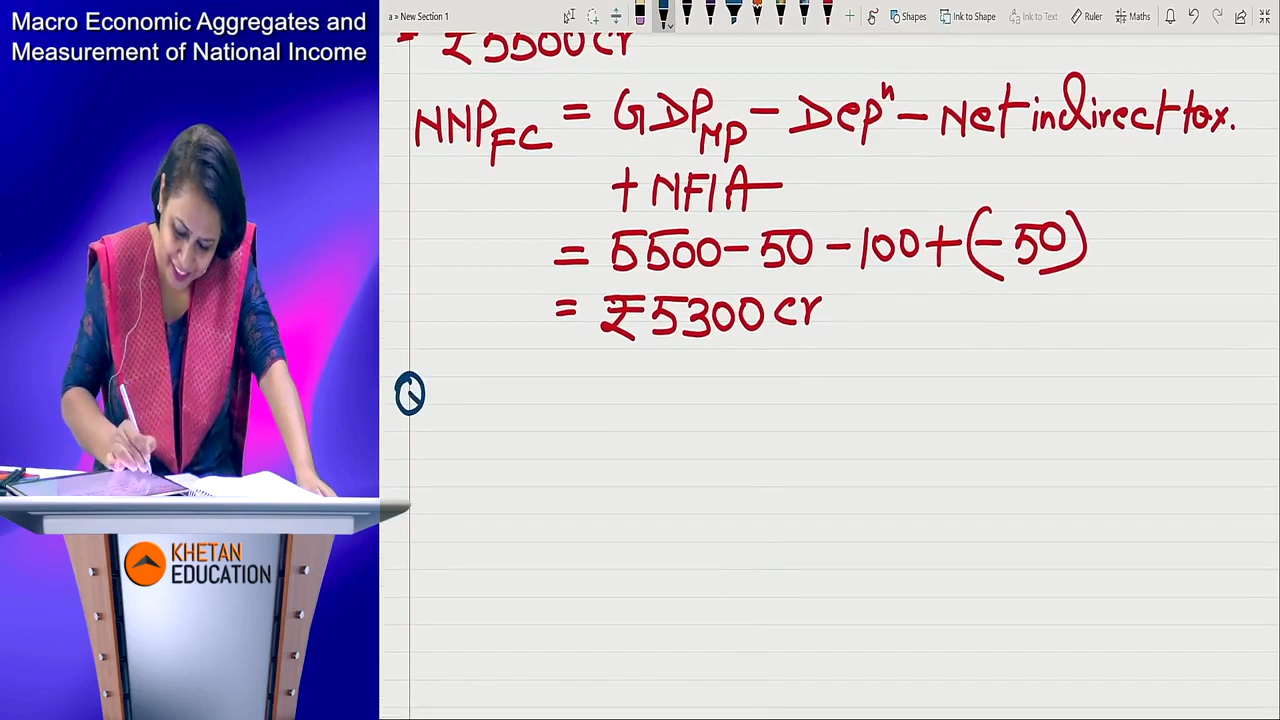 Macro Economic Aggregates and
Measurement of National Income
a » New Section 1
Shapes
Ink to Shape
Ink to Text
Ruler
Maths
= ₹5500 cr
NNP_FC = GDP_MP - Depⁿ - Net indirect tax.
+ NFIA
= 5500 - 50 - 100 + (-50)
= ₹5300 cr
Q
KHETAN
EDUCATION